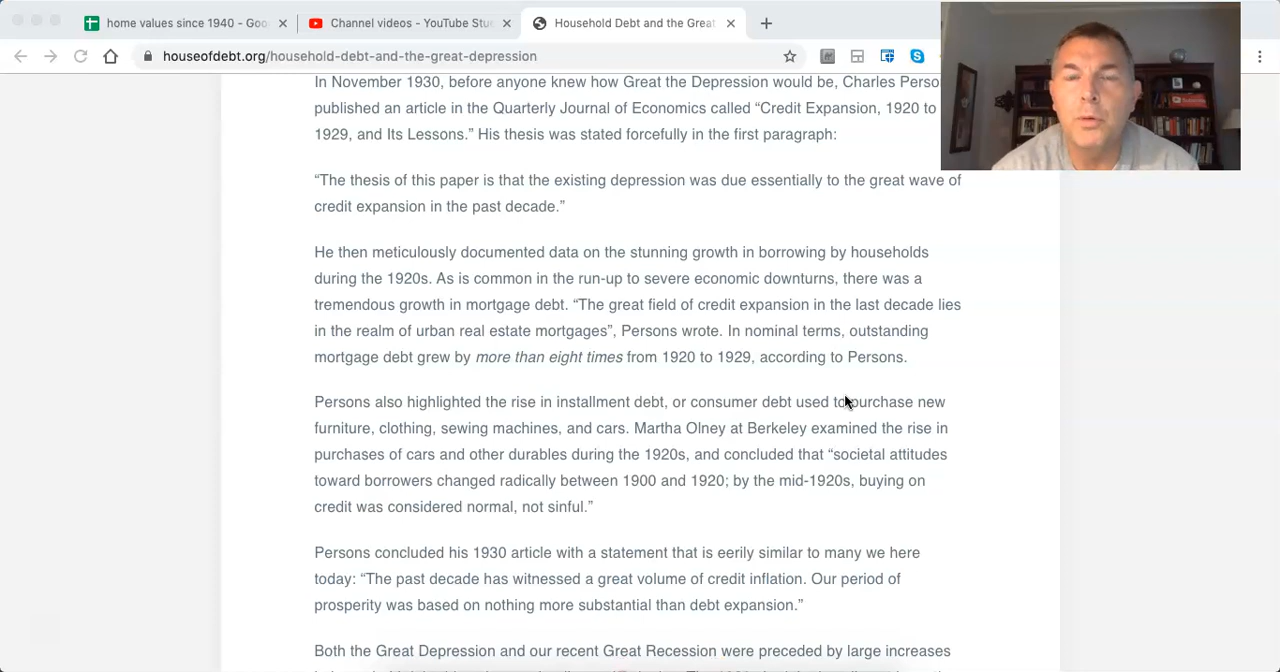 home values since 1940 - Goo
Channel videos - YouTube Stu
Household Debt and the Great
houseofdebt.org/household-debt-and-the-great-depression
In November 1930, before anyone knew how Great the Depression would be, Charles Perso
published an article in the Quarterly Journal of Economics called “Credit Expansion, 1920 to
1929, and Its Lessons.” His thesis was stated forcefully in the first paragraph:
“The thesis of this paper is that the existing depression was due essentially to the great wave of
credit expansion in the past decade.”
He then meticulously documented data on the stunning growth in borrowing by households
during the 1920s. As is common in the run-up to severe economic downturns, there was a
tremendous growth in mortgage debt. “The great field of credit expansion in the last decade lies
in the realm of urban real estate mortgages”, Persons wrote. In nominal terms, outstanding
mortgage debt grew by more than eight times from 1920 to 1929, according to Persons.
Persons also highlighted the rise in installment debt, or consumer debt used to purchase new
furniture, clothing, sewing machines, and cars. Martha Olney at Berkeley examined the rise in
purchases of cars and other durables during the 1920s, and concluded that “societal attitudes
toward borrowers changed radically between 1900 and 1920; by the mid-1920s, buying on
credit was considered normal, not sinful.”
Persons concluded his 1930 article with a statement that is eerily similar to many we here
today: “The past decade has witnessed a great volume of credit inflation. Our period of
prosperity was based on nothing more substantial than debt expansion.”
Both the Great Depression and our recent Great Recession were preceded by large increases